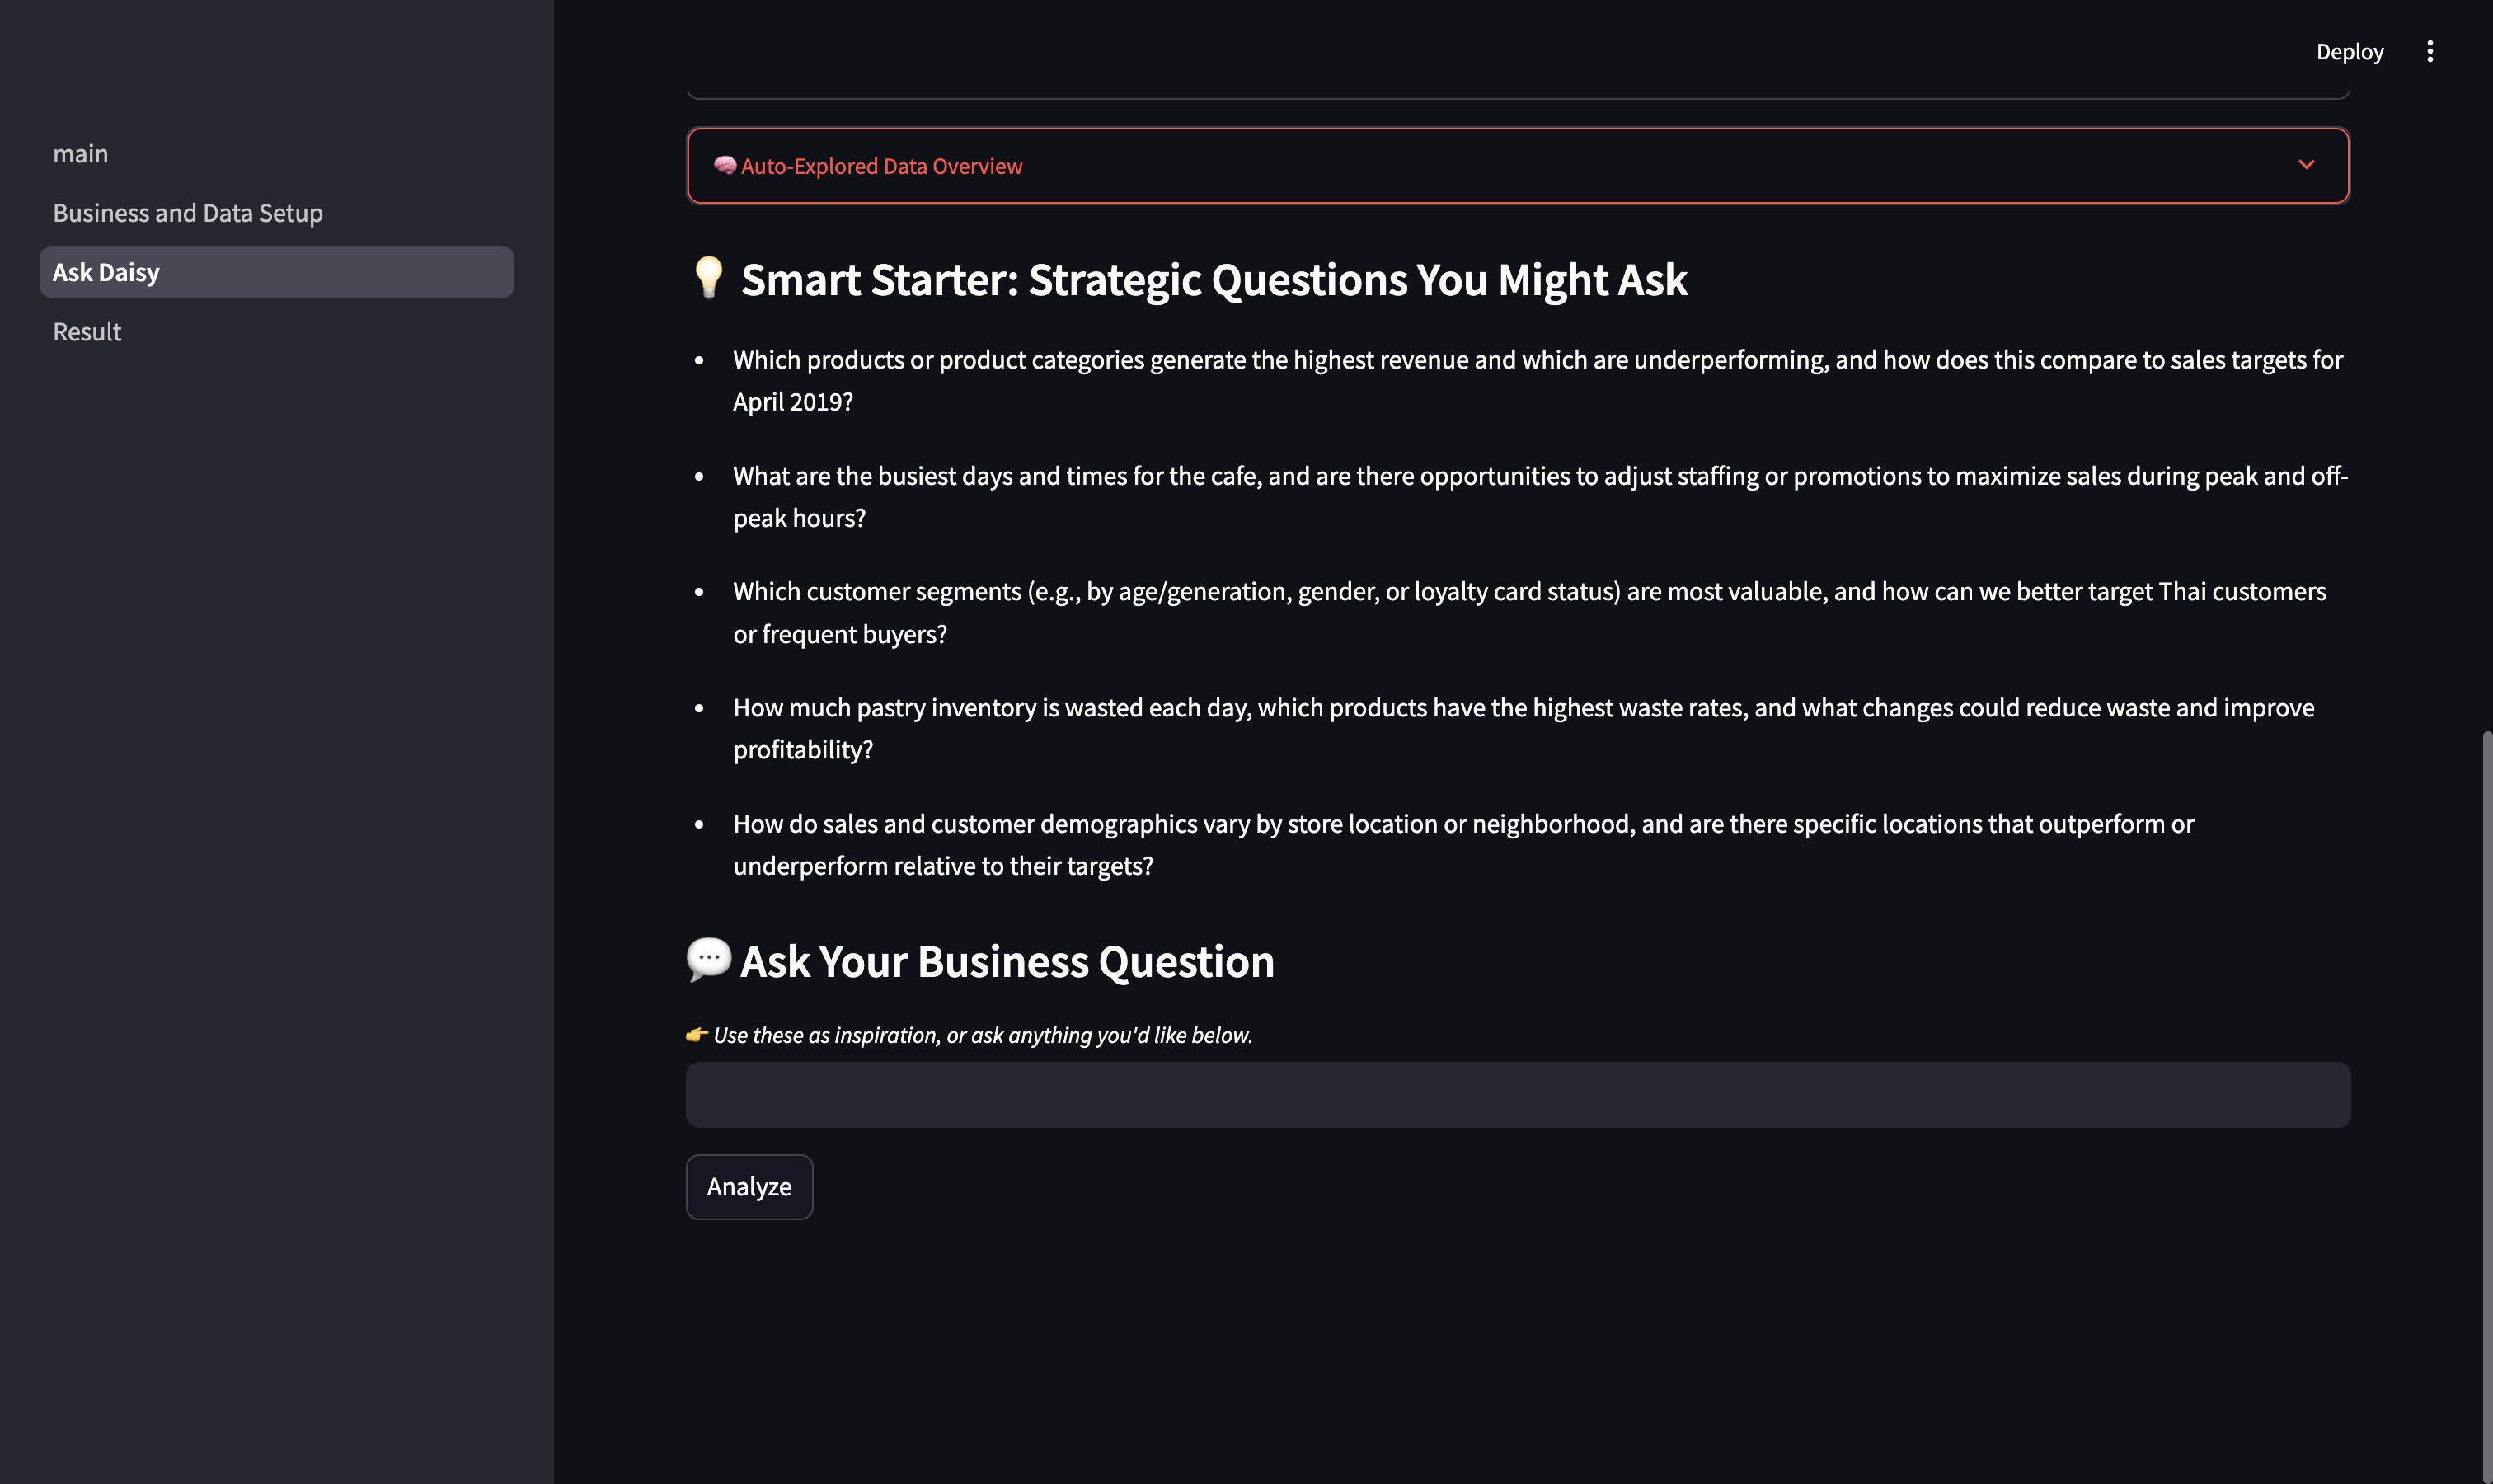 Deploy
main
Business and Data Setup
Ask Daisy
Result
🧠 Auto-Explored Data Overview
💡 Smart Starter: Strategic Questions You Might Ask
• Which products or product categories generate the highest revenue and which are underperforming, and how does this compare to sales targets for
April 2019?
• What are the busiest days and times for the cafe, and are there opportunities to adjust staffing or promotions to maximize sales during peak and off-
peak hours?
• Which customer segments (e.g., by age/generation, gender, or loyalty card status) are most valuable, and how can we better target Thai customers
or frequent buyers?
• How much pastry inventory is wasted each day, which products have the highest waste rates, and what changes could reduce waste and improve
profitability?
• How do sales and customer demographics vary by store location or neighborhood, and are there specific locations that outperform or
underperform relative to their targets?
💬 Ask Your Business Question
👉 Use these as inspiration, or ask anything you'd like below.
Analyze